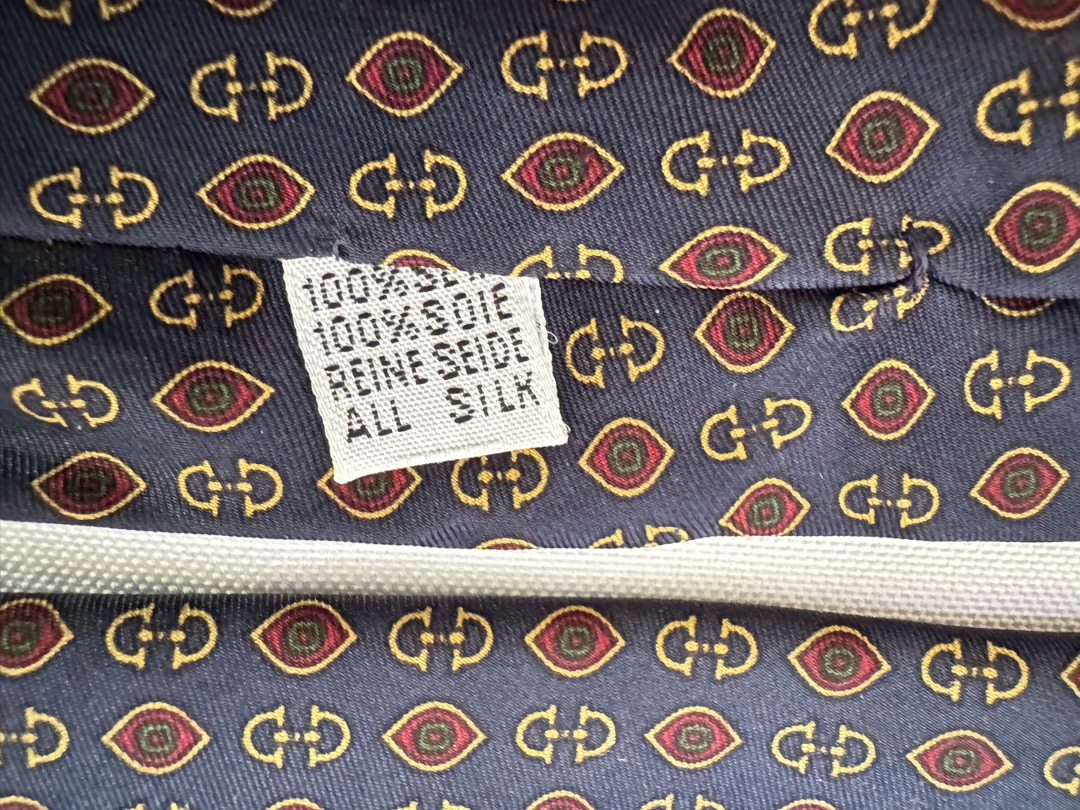 100%
100% SOIE
REINE SEIDE
ALL SILK